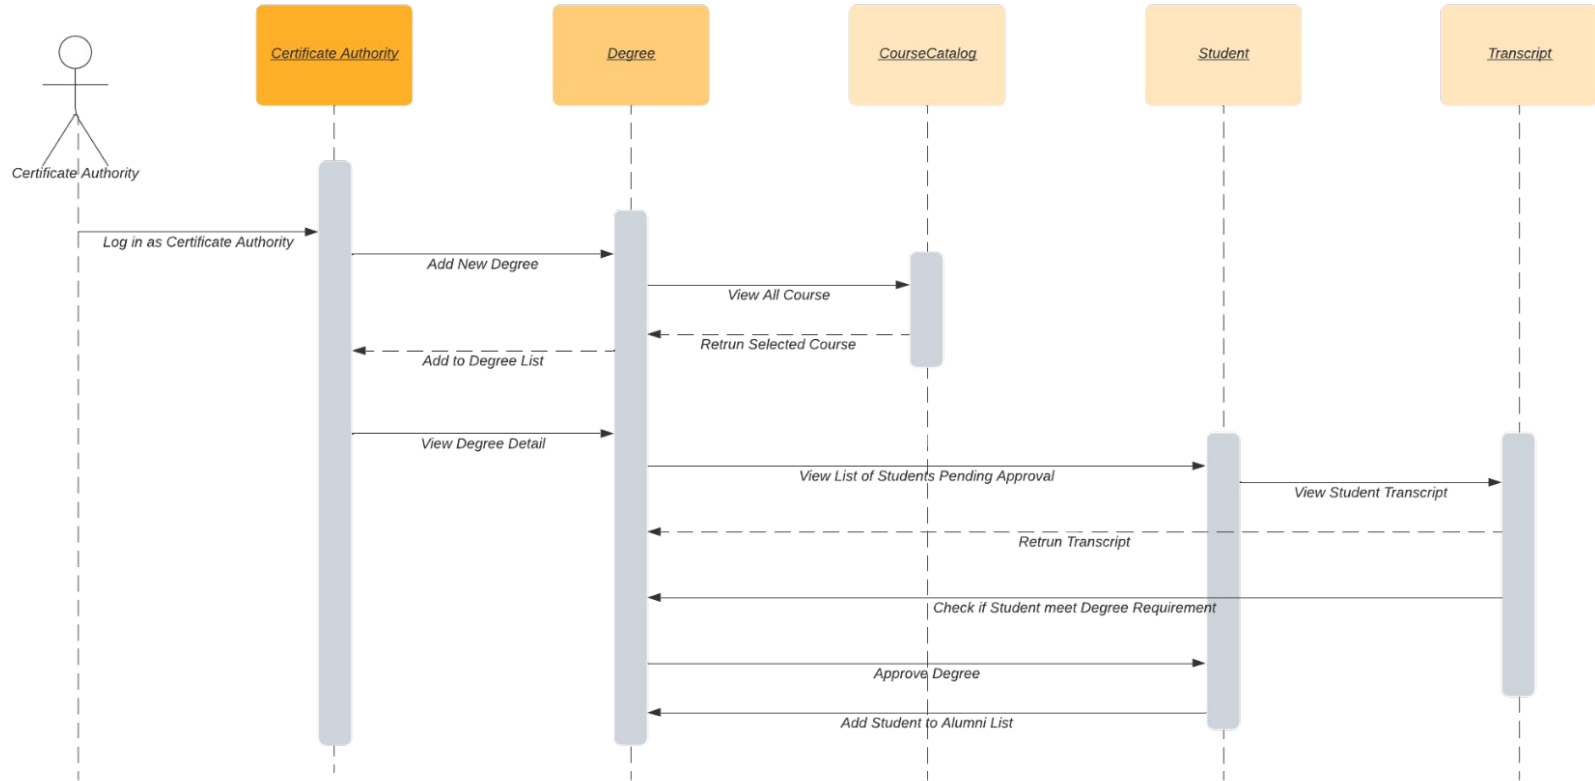 Certificate Authority
Degree
CourseCatalog
Student
Transcript
Certificate Authority
Log in as Certificate Authority
Add New Degree
View All Course
Retrun Selected Course
Add to Degree List
View Degree Detail
View List of Students Pending Approval
View Student Transcript
Retrun Transcript
Check if Student meet Degree Requirement
Approve Degree
Add Student to Alumni List